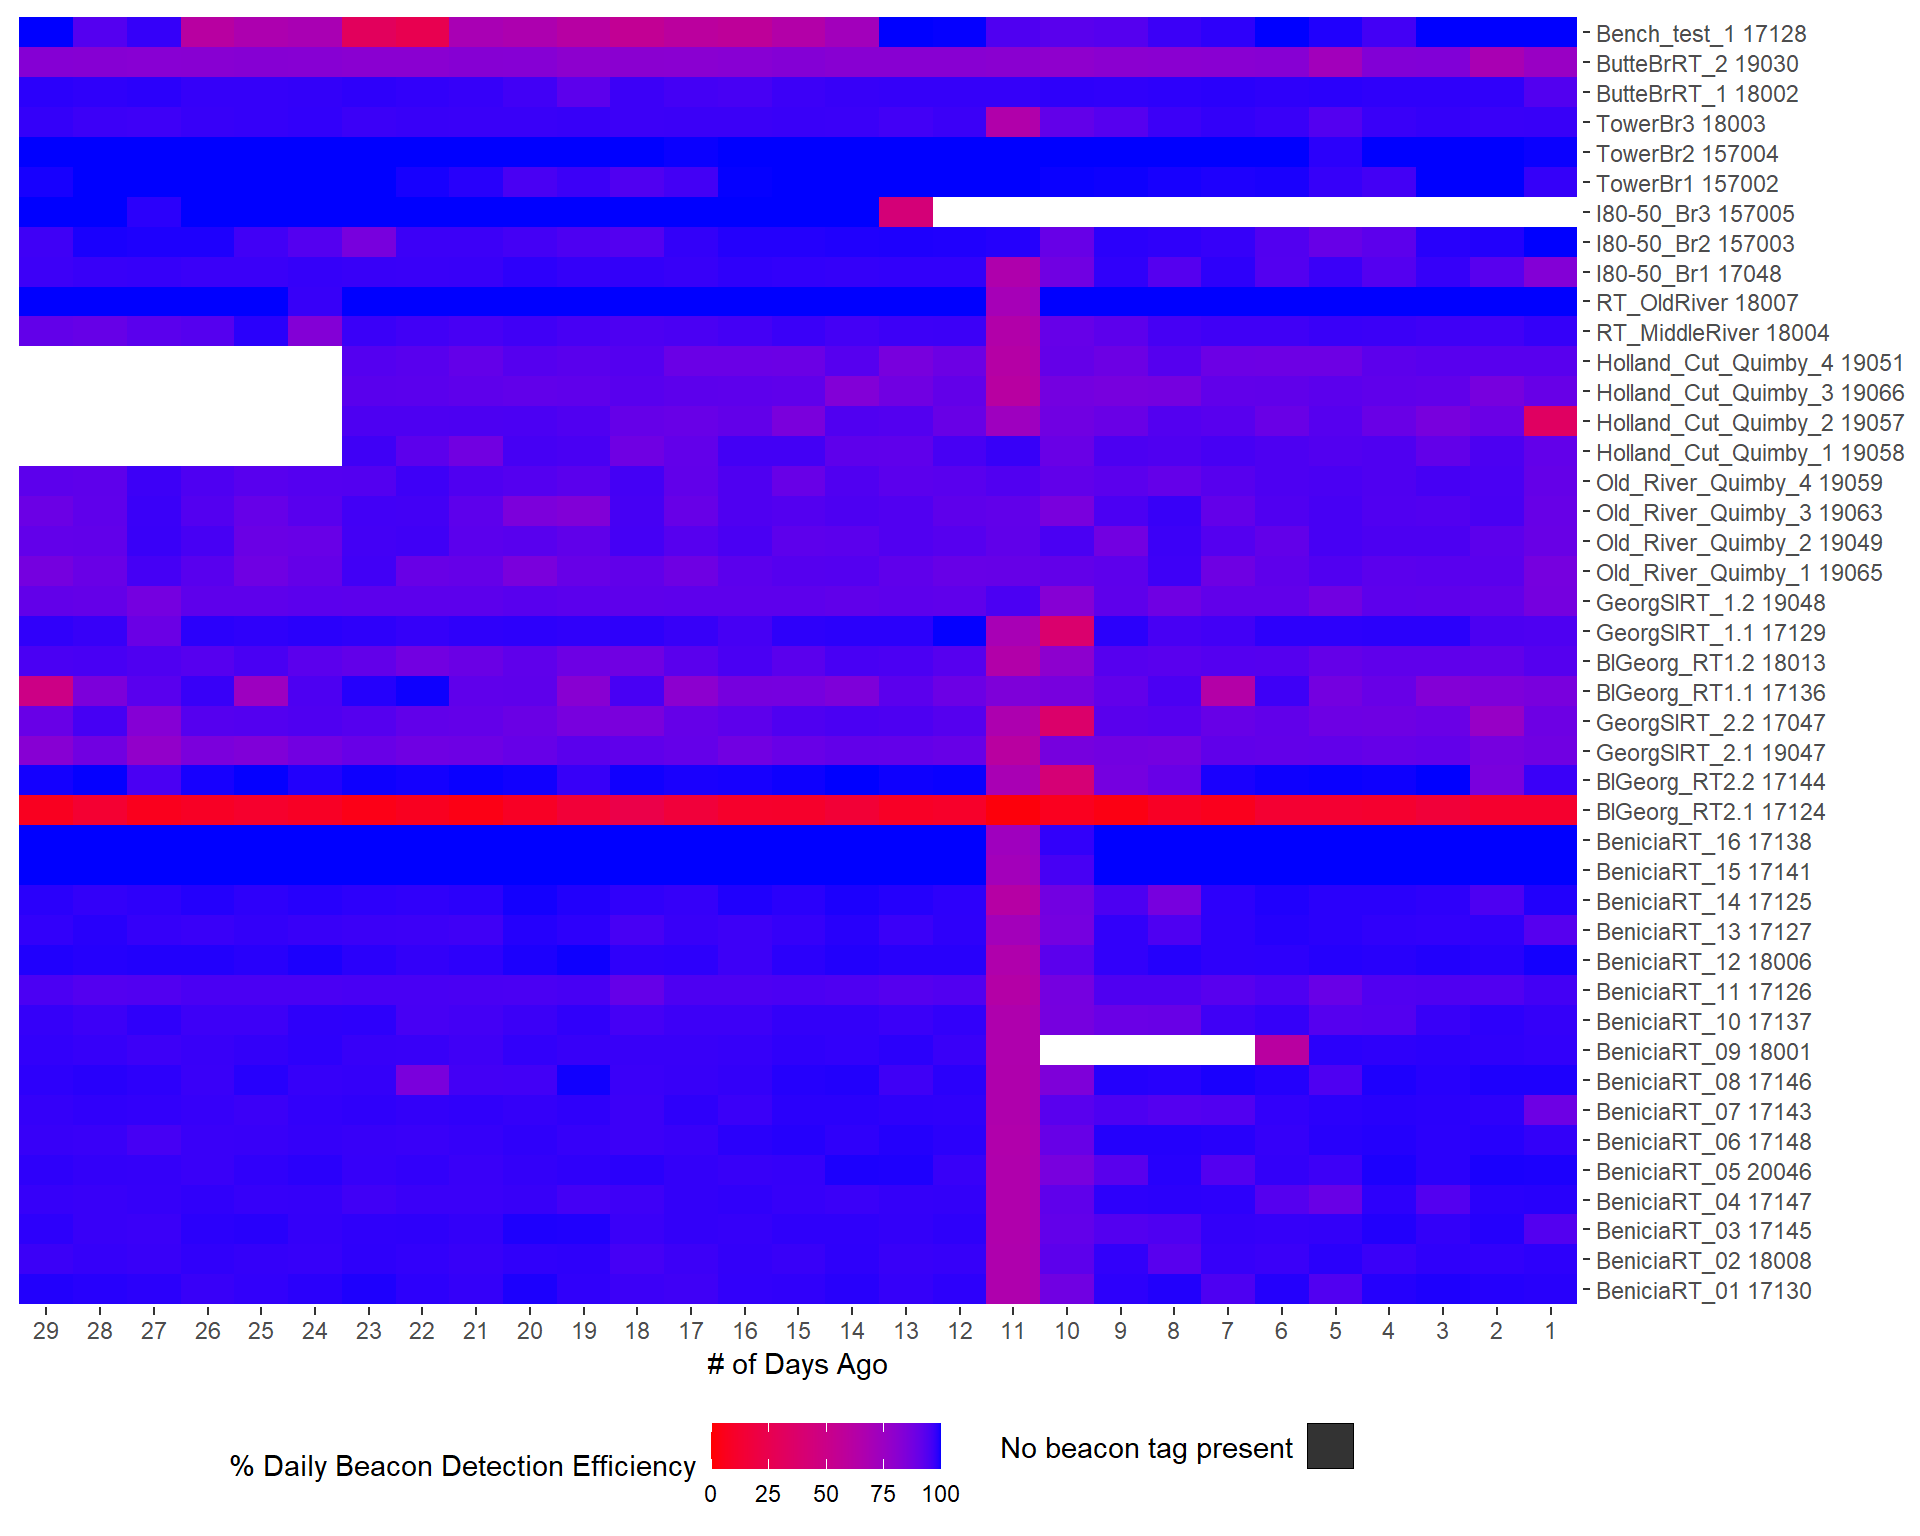 Bench_test_1 17128
ButteBrRT_2 19030
ButteBrRT_1 18002
TowerBr3 18003
TowerBr2 157004
TowerBr1 157002
I80-50_Br3 157005
I80-50_Br2 157003
I80-50_Br1 17048
RT_OldRiver 18007
RT_MiddleRiver 18004
Holland_Cut_Quimby_4 19051
Holland_Cut_Quimby_3 19066
Holland_Cut_Quimby_2 19057
Holland_Cut_Quimby_1 19058
Old_River_Quimby_4 19059
Old_River_Quimby_3 19063
Old_River_Quimby_2 19049
Old_River_Quimby_1 19065
GeorgSlRT_1.2 19048
GeorgSlRT_1.1 17129
BlGeorg_RT1.2 18013
BlGeorg_RT1.1 17136
GeorgSlRT_2.2 17047
GeorgSlRT_2.1 19047
BlGeorg_RT2.2 17144
BlGeorg_RT2.1 17124
BeniciaRT_16 17138
BeniciaRT_15 17141
BeniciaRT_14 17125
BeniciaRT_13 17127
BeniciaRT_12 18006
BeniciaRT_11 17126
BeniciaRT_10 17137
BeniciaRT_09 18001
BeniciaRT_08 17146
BeniciaRT_07 17143
BeniciaRT_06 17148
BeniciaRT_05 20046
BeniciaRT_04 17147
BeniciaRT_03 17145
BeniciaRT_02 18008
BeniciaRT_01 17130
29 28 27 26 25 24 23 22 21 20 19 18 17 16 15 14 13 12 11 10 9 8 7 6 5 4 3 2 1
# of Days Ago
% Daily Beacon Detection Efficiency
0 25 50 75 100
No beacon tag present